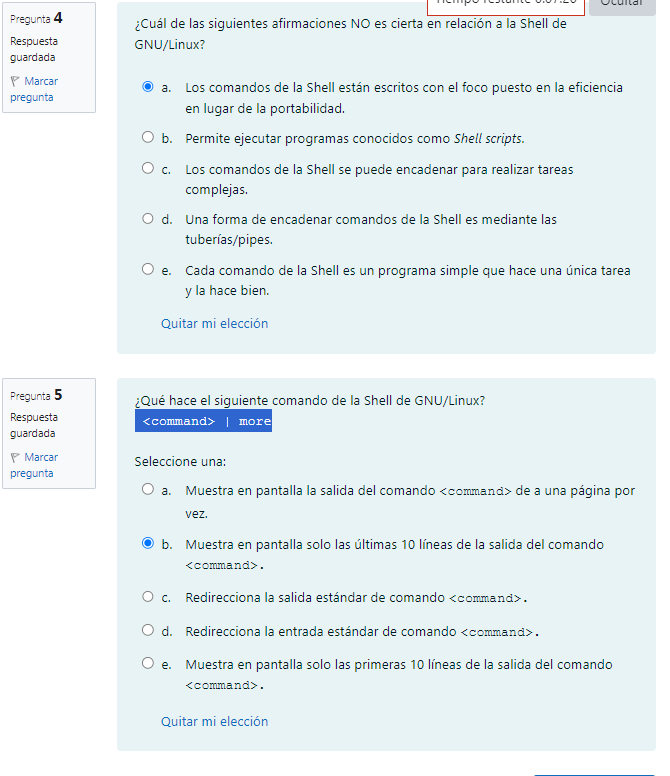 Tiempo restante 0:07:20
Ocultar
Pregunta 4
Respuesta
guardada
Marcar
pregunta
¿Cuál de las siguientes afirmaciones NO es cierta en relación a la Shell de
GNU/Linux?
a. Los comandos de la Shell están escritos con el foco puesto en la eficiencia
en lugar de la portabilidad.
b. Permite ejecutar programas conocidos como Shell scripts.
c. Los comandos de la Shell se puede encadenar para realizar tareas
complejas.
d. Una forma de encadenar comandos de la Shell es mediante las
tuberías/pipes.
e. Cada comando de la Shell es un programa simple que hace una única tarea
y la hace bien.
Quitar mi elección
Pregunta 5
Respuesta
guardada
Marcar
pregunta
¿Qué hace el siguiente comando de la Shell de GNU/Linux?
<command> | more
Seleccione una:
a. Muestra en pantalla la salida del comando <command> de a una página por
vez.
b. Muestra en pantalla solo las últimas 10 líneas de la salida del comando
<command>.
c. Redirecciona la salida estándar de comando <command>.
d. Redirecciona la entrada estándar de comando <command>.
e. Muestra en pantalla solo las primeras 10 líneas de la salida del comando
<command>.
Quitar mi elección